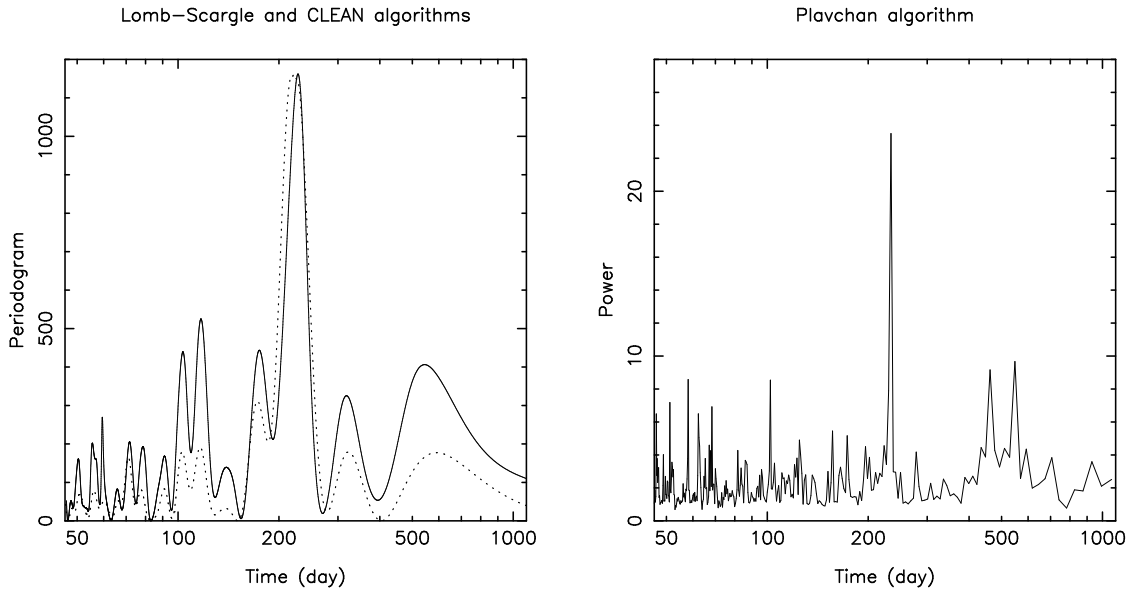 Lomb−Scargle and CLEAN algorithms
Periodogram
1000
500
0
50 100 200 500 1000
Time (day)
Plavchan algorithm
Power
20
10
0
50 100 200 500 1000
Time (day)